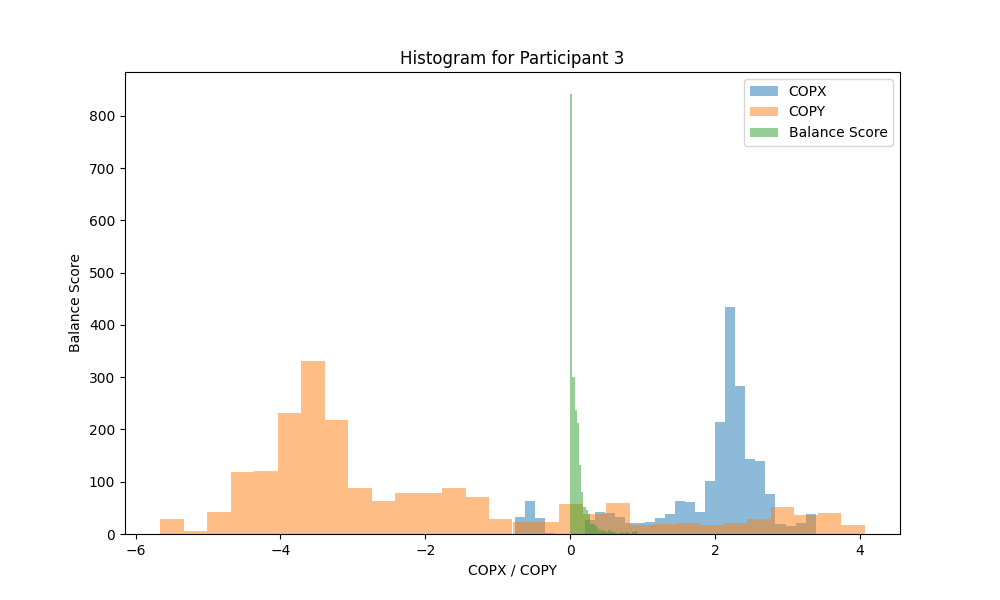 Histogram for Participant 3
COPX
COPY
Balance Score
Balance Score
800
700
600
500
400
300
200
100
0
−6
−4
−2
0
2
4
COPX / COPY